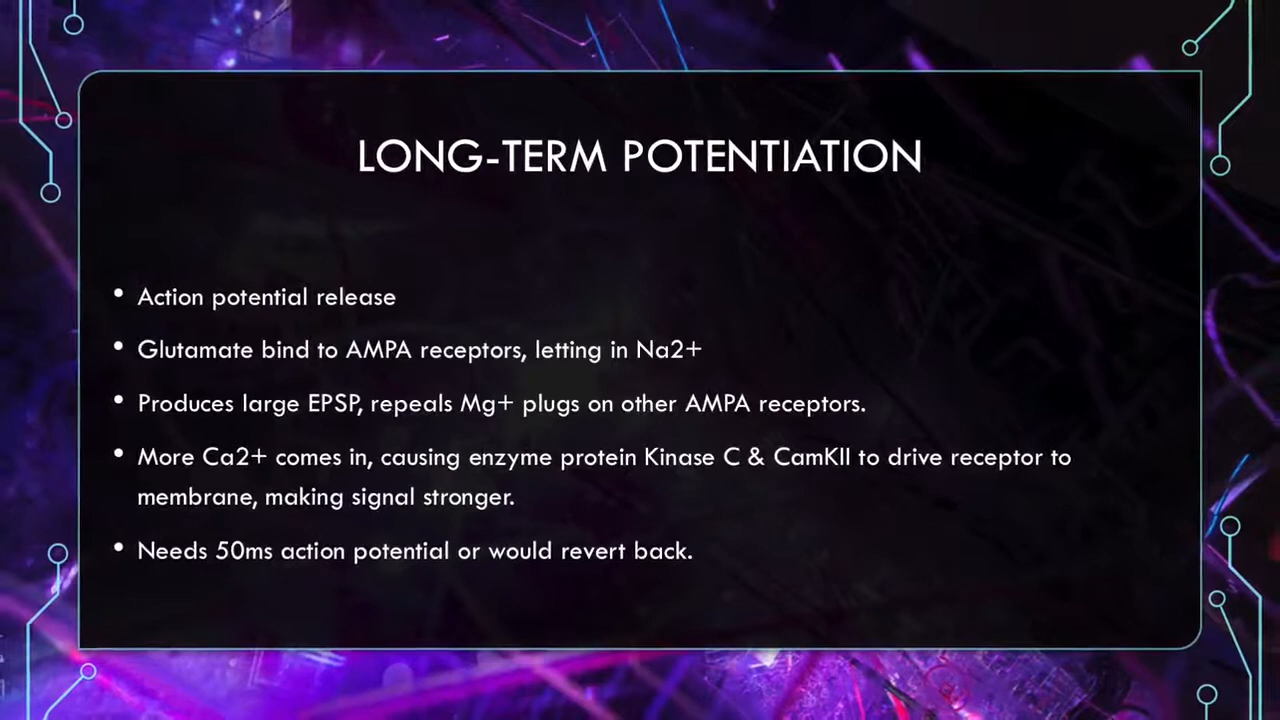 LONG-TERM POTENTIATION
• Action potential release
• Glutamate bind to AMPA receptors, letting in Na2+
• Produces large EPSP, repeals Mg+ plugs on other AMPA receptors.
• More Ca2+ comes in, causing enzyme protein Kinase C & CamKII to drive receptor to
membrane, making signal stronger.
• Needs 50ms action potential or would revert back.